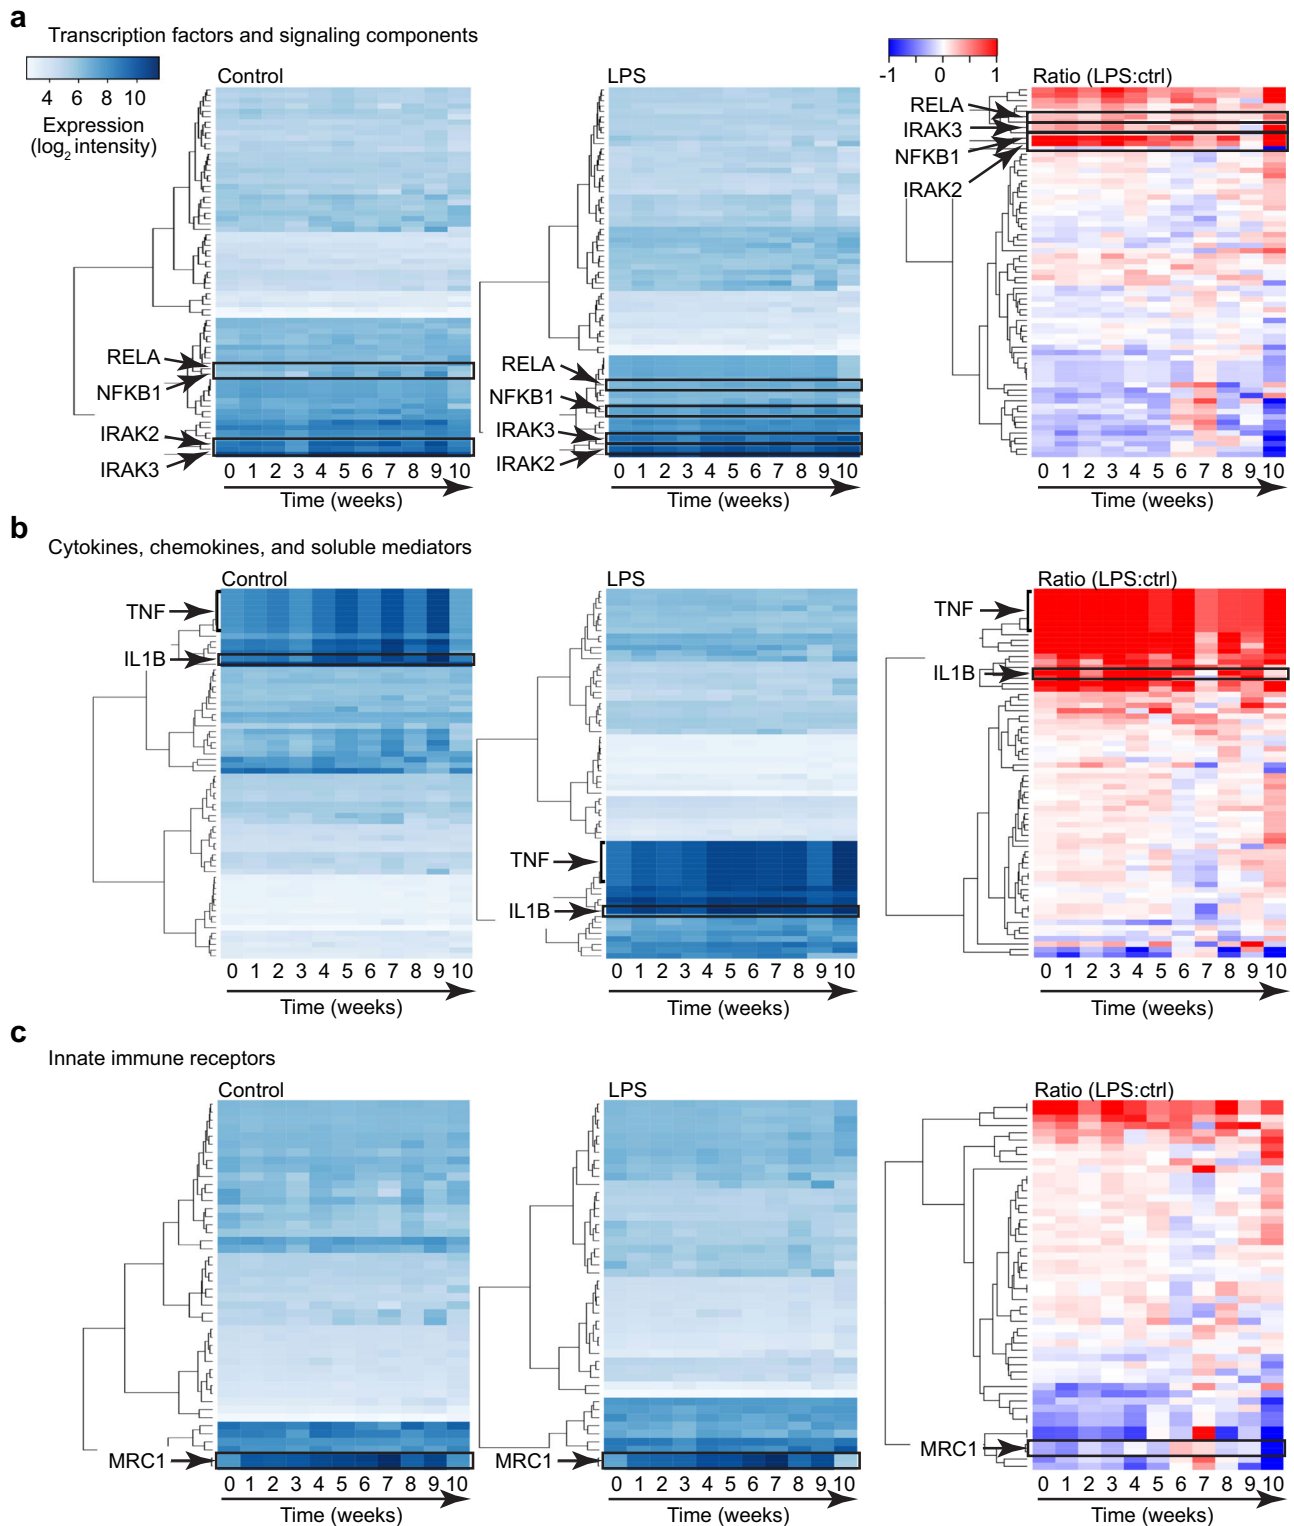 a
Transcription factors and signaling components
4 6 8 10
Expression
(log2 intensity)
Control
LPS
-1 0 1
Ratio (LPS:ctrl)
RELA
NFKB1
IRAK2
IRAK3
RELA
NFKB1
IRAK3
IRAK2
RELA
IRAK3
NFKB1
IRAK2
0 1 2 3 4 5 6 7 8 9 10
Time (weeks)
0 1 2 3 4 5 6 7 8 9 10
Time (weeks)
0 1 2 3 4 5 6 7 8 9 10
Time (weeks)
b
Cytokines, chemokines, and soluble mediators
Control
LPS
Ratio (LPS:ctrl)
TNF
IL1B
TNF
IL1B
TNF
IL1B
0 1 2 3 4 5 6 7 8 9 10
Time (weeks)
0 1 2 3 4 5 6 7 8 9 10
Time (weeks)
0 1 2 3 4 5 6 7 8 9 10
Time (weeks)
c
Innate immune receptors
Control
LPS
Ratio (LPS:ctrl)
MRC1
MRC1
MRC1
0 1 2 3 4 5 6 7 8 9 10
Time (weeks)
0 1 2 3 4 5 6 7 8 9 10
Time (weeks)
0 1 2 3 4 5 6 7 8 9 10
Time (weeks)